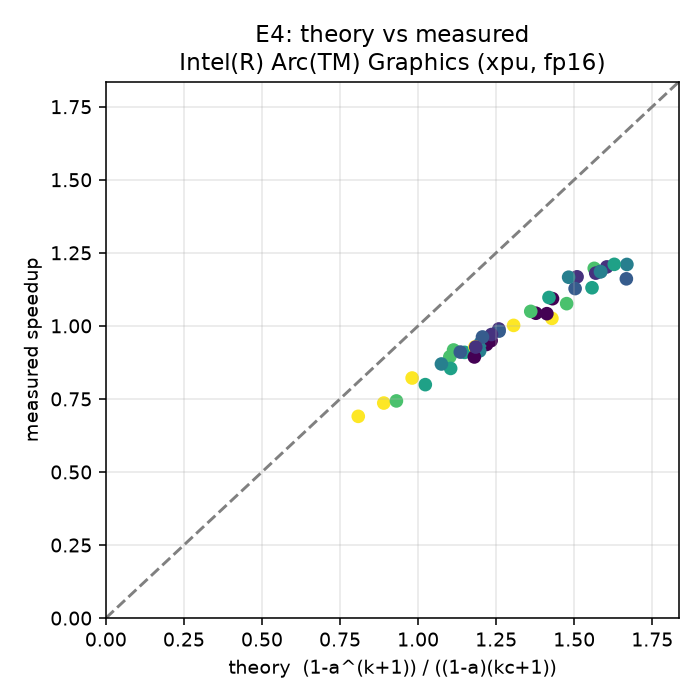 E4: theory vs measured
Intel(R) Arc(TM) Graphics (xpu, fp16)
measured speedup
1.75
1.50
1.25
1.00
0.75
0.50
0.25
0.00
0.00 0.25 0.50 0.75 1.00 1.25 1.50 1.75
theory  (1-a^(k+1)) / ((1-a)(kc+1))